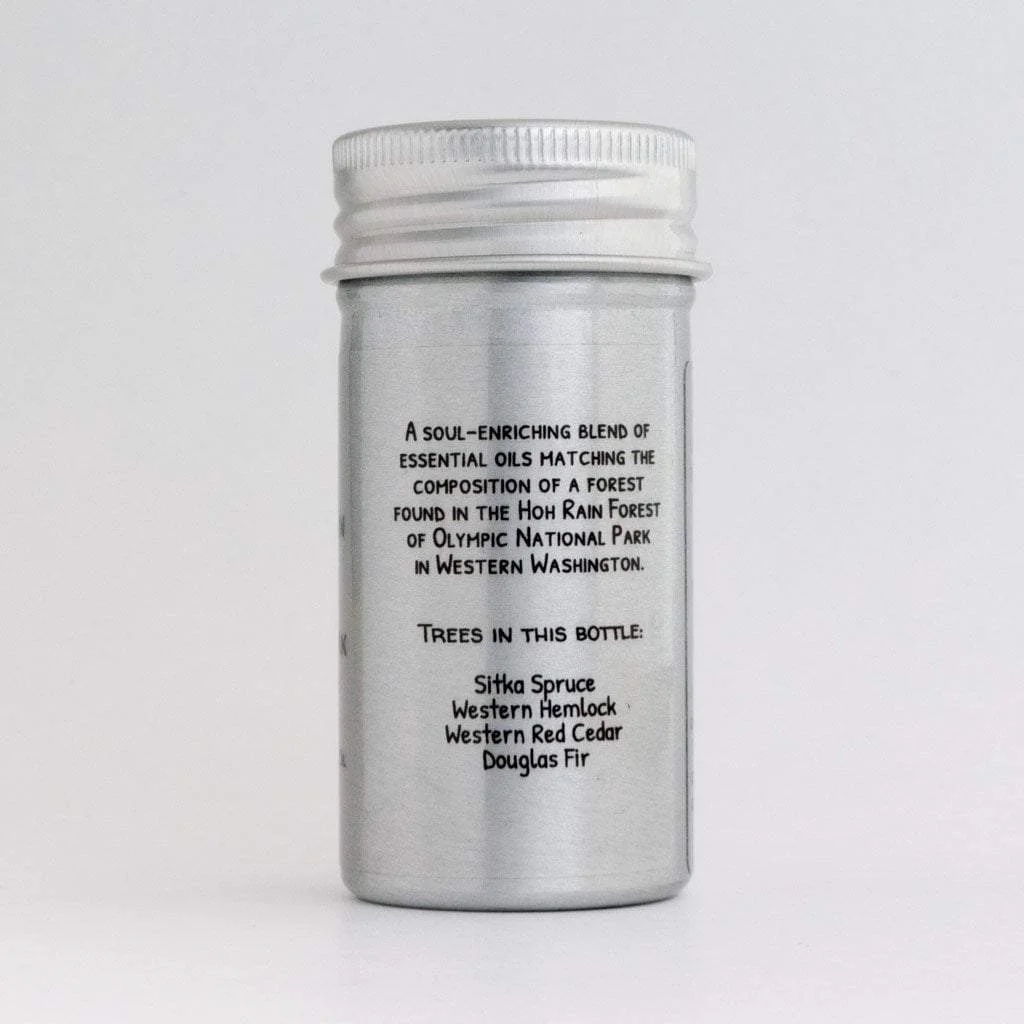 A SOUL-ENRICHING BLEND OF
ESSENTIAL OILS MATCHING THE
COMPOSITION OF A FOREST
FOUND IN THE HOH RAIN FOREST
OF OLYMPIC NATIONAL PARK
IN WESTERN WASHINGTON.
TREES IN THIS BOTTLE:
Sitka Spruce
Western Hemlock
Western Red Cedar
Douglas Fir